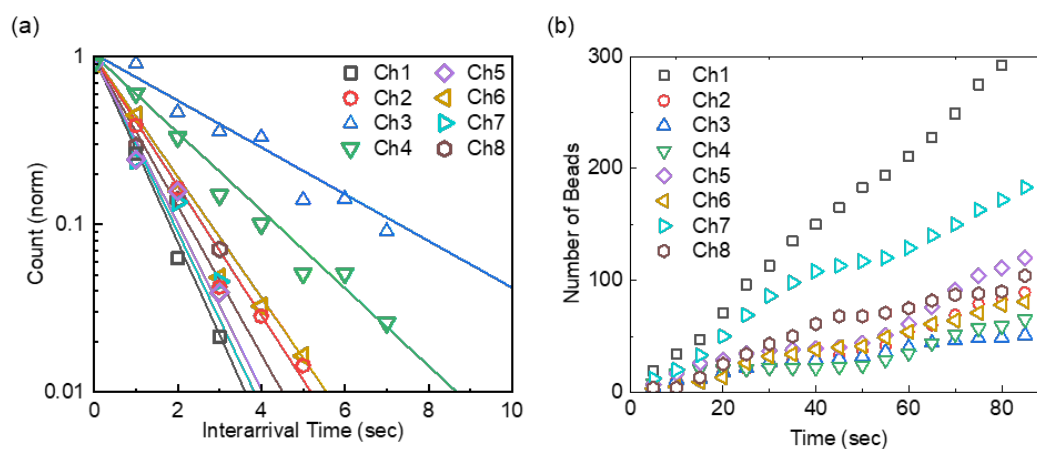 (a)
Count (norm)
1
0.1
0.01
0 2 4 6 8 10
Interarrival Time (sec)
Ch1 Ch5
Ch2 Ch6
Ch3 Ch7
Ch4 Ch8
(b)
Number of Beads
300
200
100
0
0 20 40 60 80
Time (sec)
Ch1
Ch2
Ch3
Ch4
Ch5
Ch6
Ch7
Ch8